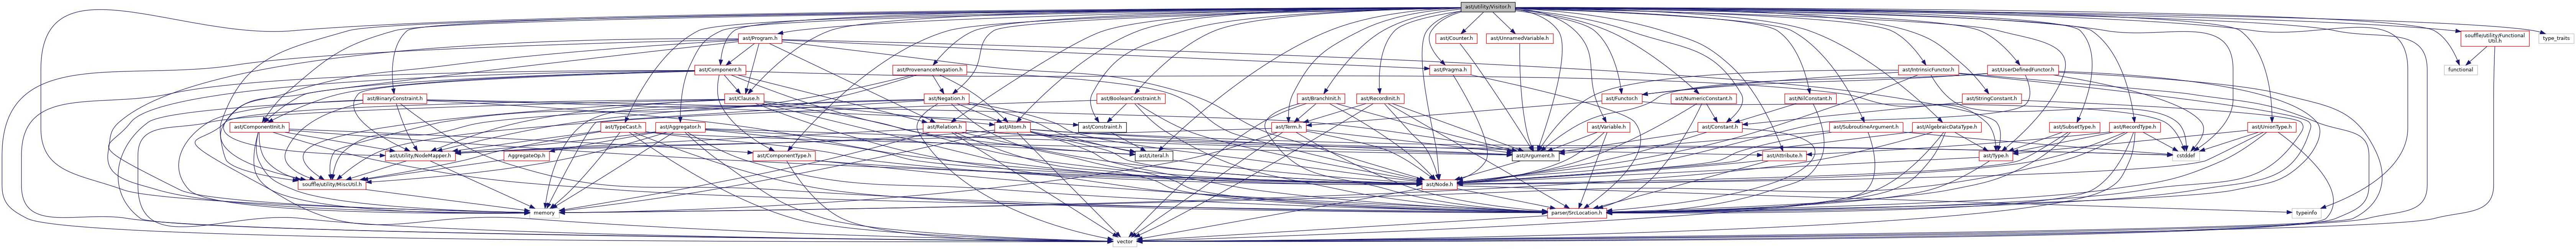 ast/utility/Visitor.h
ast/Program.h
ast/Counter.h
ast/UnnamedVariable.h
souffle/utility/Functional
Util.h
type_traits
ast/Component.h
ast/ProvenanceNegation.h
ast/Pragma.h
ast/IntrinsicFunctor.h
ast/UserDefinedFunctor.h
functional
ast/BinaryConstraint.h
ast/Clause.h
ast/Negation.h
ast/BooleanConstraint.h
ast/BranchInit.h
ast/RecordInit.h
ast/Functor.h
ast/NumericConstant.h
ast/NilConstant.h
ast/StringConstant.h
ast/ComponentInit.h
ast/TypeCast.h
ast/Aggregator.h
ast/Relation.h
ast/Atom.h
ast/Constraint.h
ast/Term.h
ast/Variable.h
ast/Constant.h
ast/SubroutineArgument.h
ast/AlgebraicDataType.h
ast/SubsetType.h
ast/RecordType.h
ast/UnionType.h
ast/utility/NodeMapper.h
AggregateOp.h
ast/ComponentType.h
ast/Literal.h
ast/Argument.h
ast/Attribute.h
ast/Type.h
cstddef
souffle/utility/MiscUtil.h
ast/Node.h
memory
parser/SrcLocation.h
typeinfo
vector